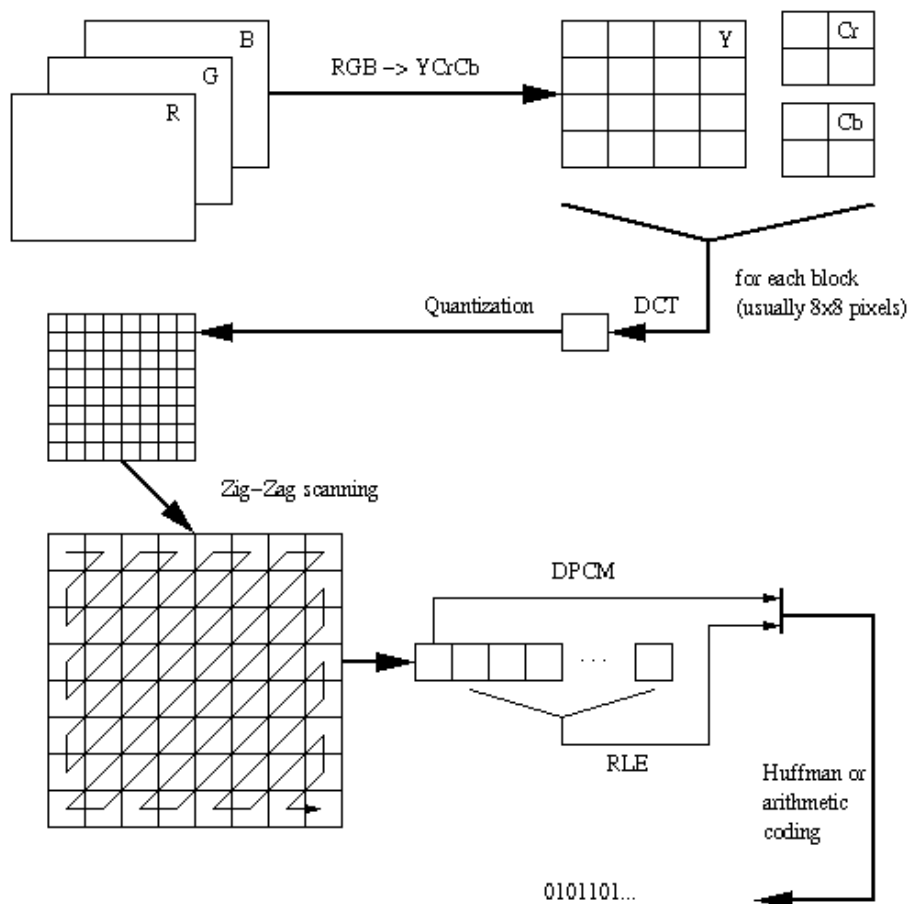 B
G
R
RGB -> YCrCb
Y
Cr
Cb
for each block
(usually 8x8 pixels)
DCT
Quantization
Zig-Zag scanning
DPCM
...
RLE
Huffman or
arithmetic
coding
0101101...